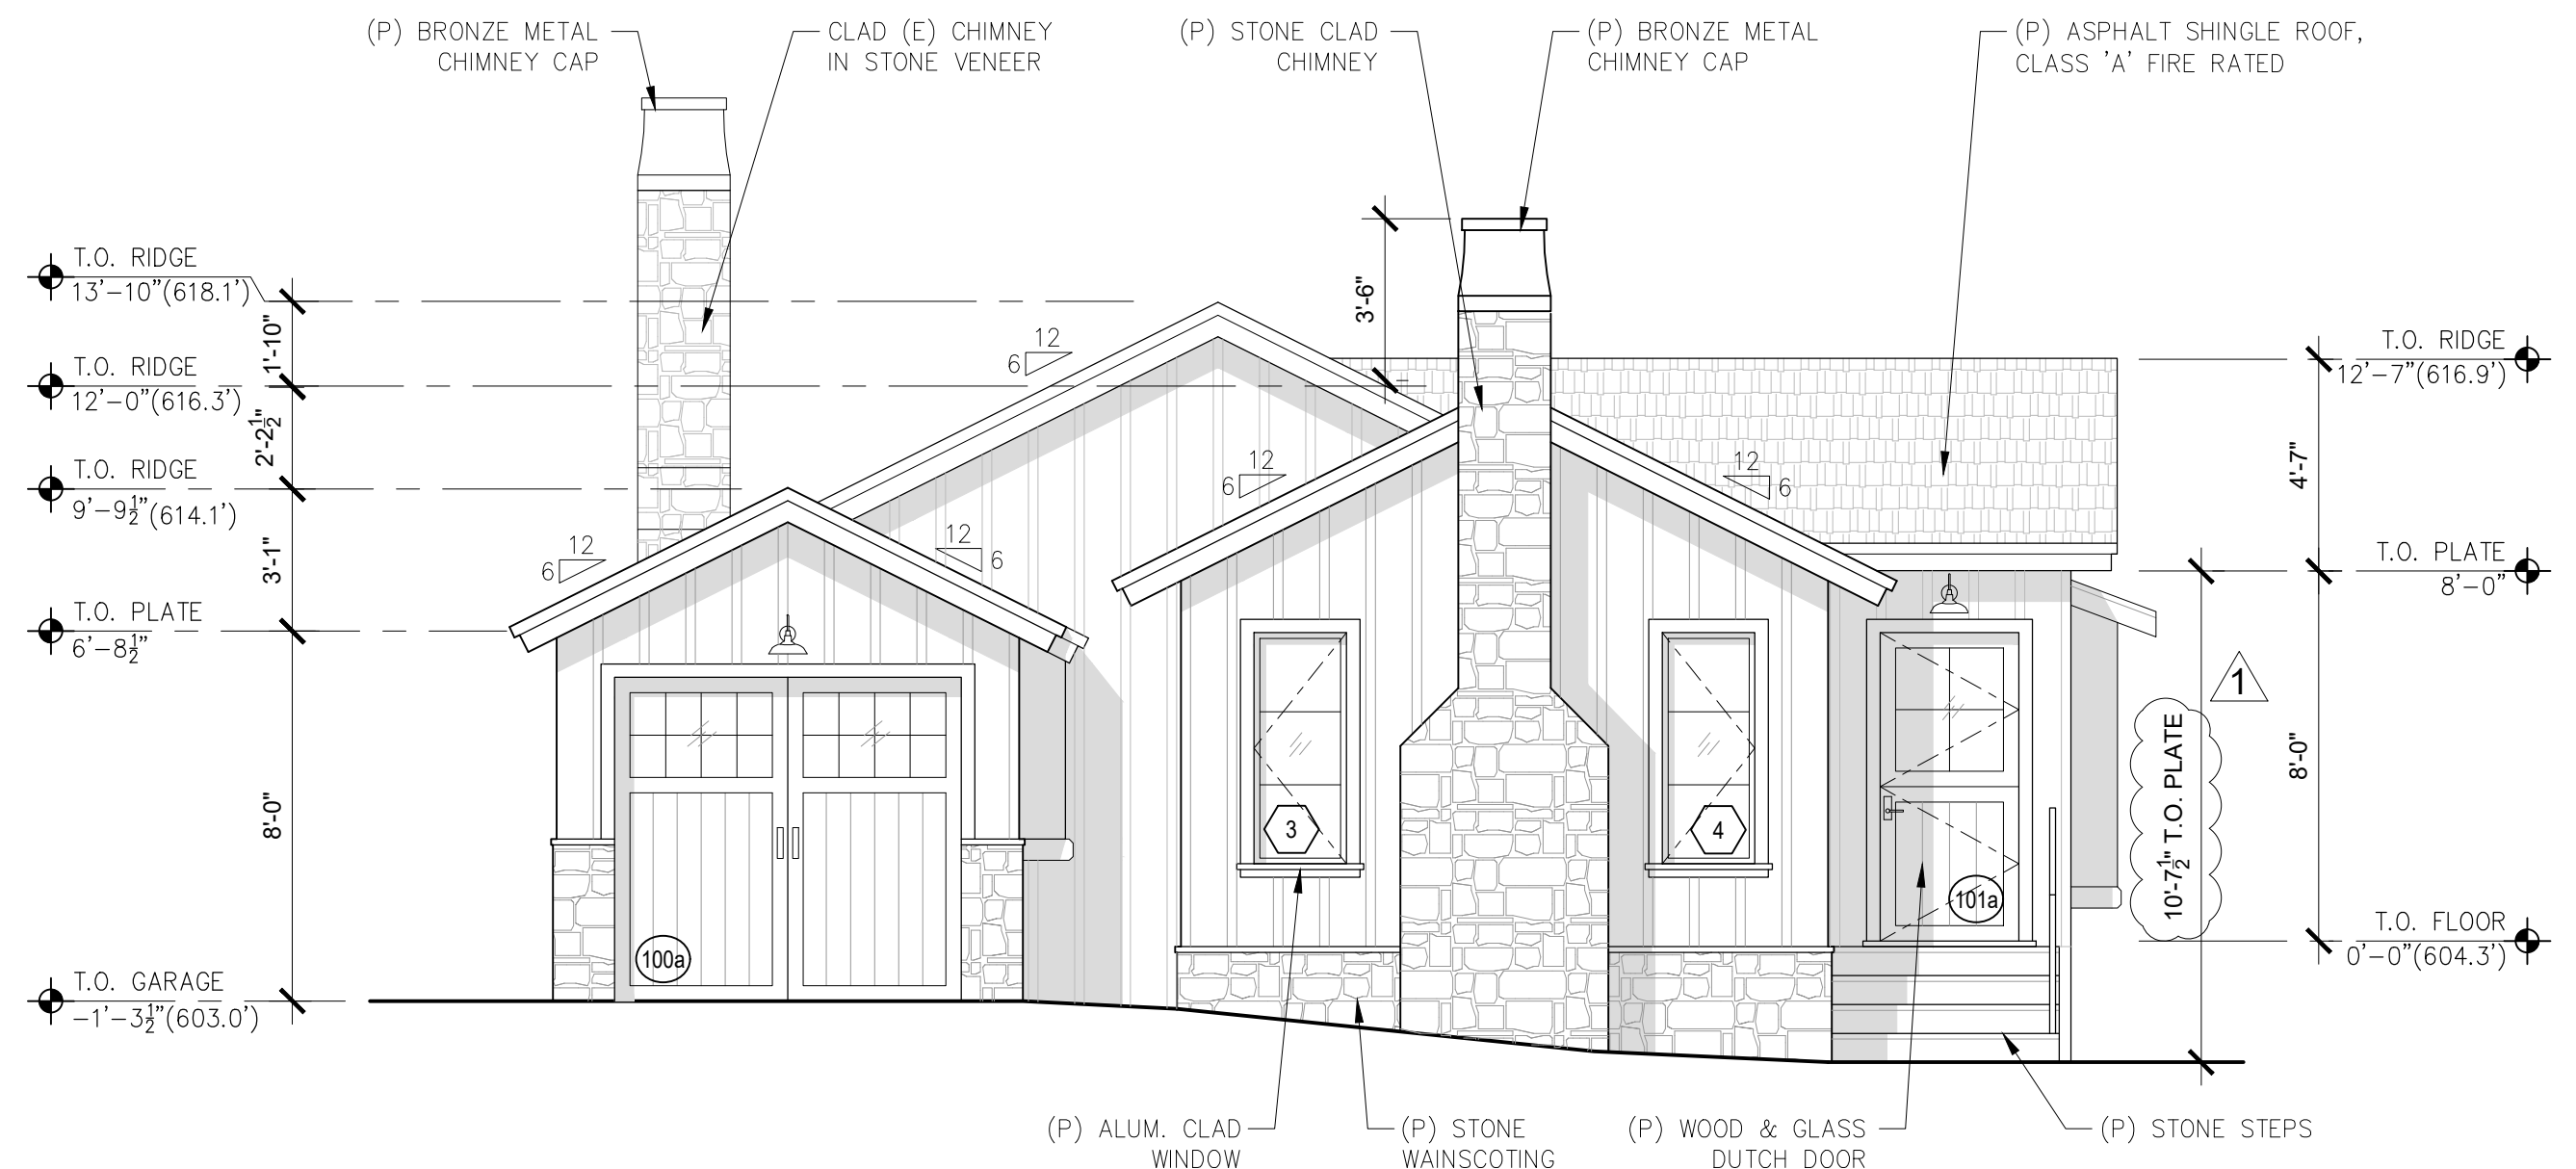 (P) BRONZE METAL
CHIMNEY CAP
CLAD (E) CHIMNEY
IN STONE VENEER
(P) STONE CLAD
CHIMNEY
(P) BRONZE METAL
CHIMNEY CAP
(P) ASPHALT SHINGLE ROOF,
CLASS 'A' FIRE RATED
T.O. RIDGE
13'-10"(618.1')
1'-10"
T.O. RIDGE
12'-0"(616.3')
2'-2½"
T.O. RIDGE
9'-9½"(614.1')
3'-1"
T.O. PLATE
6'-8½"
8'-0"
T.O. GARAGE
-1'-3½"(603.0')
12
6
12
6
12
6
12
6
12
6
3'-6"
A
A
100a
3
4
101a
T.O. RIDGE
12'-7"(616.9')
4'-7"
T.O. PLATE
8'-0"
1
10'-7½" T.O. PLATE
8'-0"
T.O. FLOOR
0'-0"(604.3')
(P) ALUM. CLAD
WINDOW
(P) STONE
WAINSCOTING
(P) WOOD & GLASS
DUTCH DOOR
(P) STONE STEPS